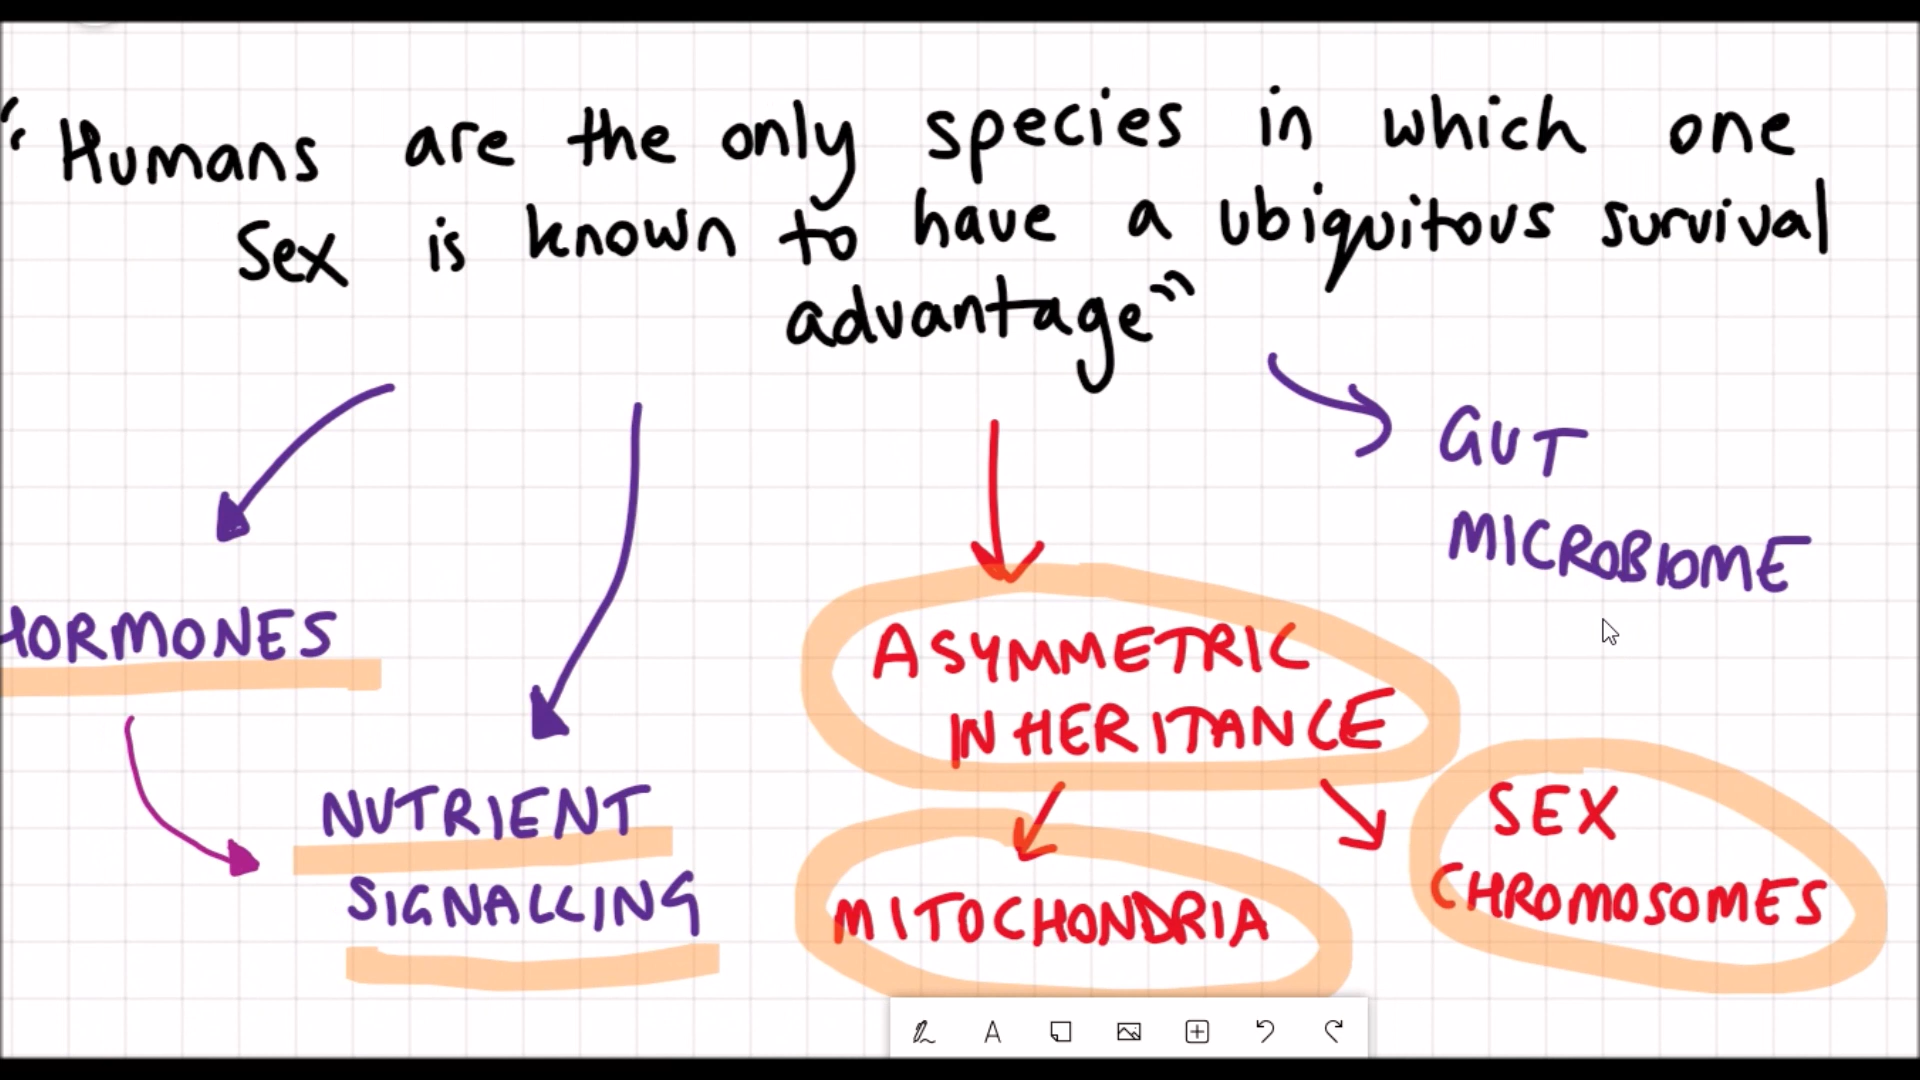 "Humans are the only species in which one
Sex is known to have a ubiquitous survival
advantage"
GUT
MICROBIOME
HORMONES
ASYMMETRIC
INHERITANCE
NUTRIENT
SIGNALLING
MITOCHONDRIA
SEX
CHROMOSOMES
A